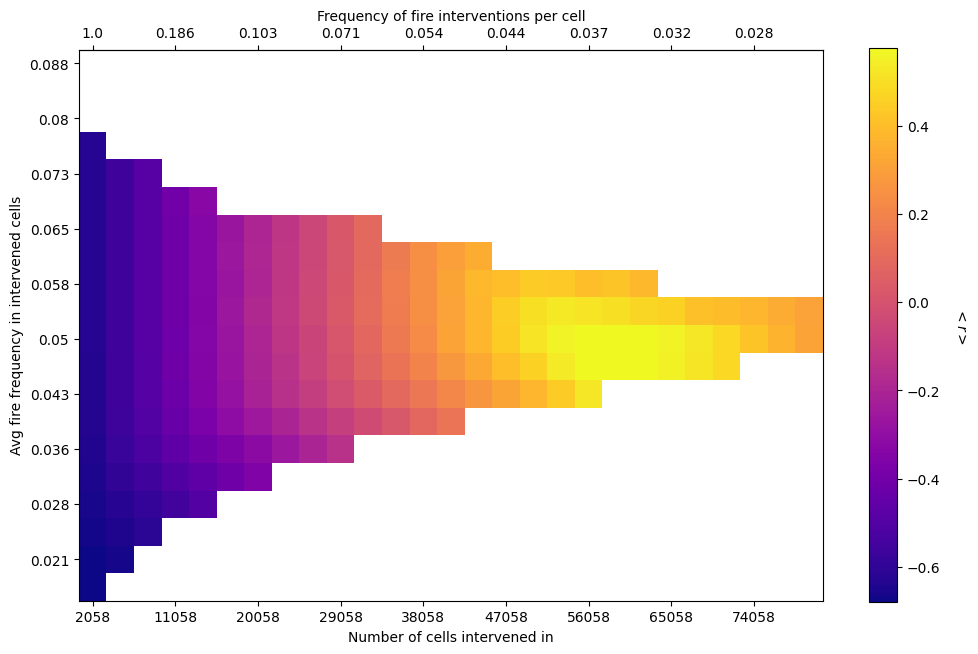 Frequency of fire interventions per cell
1.0 0.186 0.103 0.071 0.054 0.044 0.037 0.032 0.028
Avg fire frequency in intervened cells
0.088
0.08
0.073
0.065
0.058
0.05
0.043
0.036
0.028
0.021
2058 11058 20058 29058 38058 47058 56058 65058 74058
Number of cells intervened in
0.4
0.2
0.0
−0.2
−0.4
−0.6
< r >